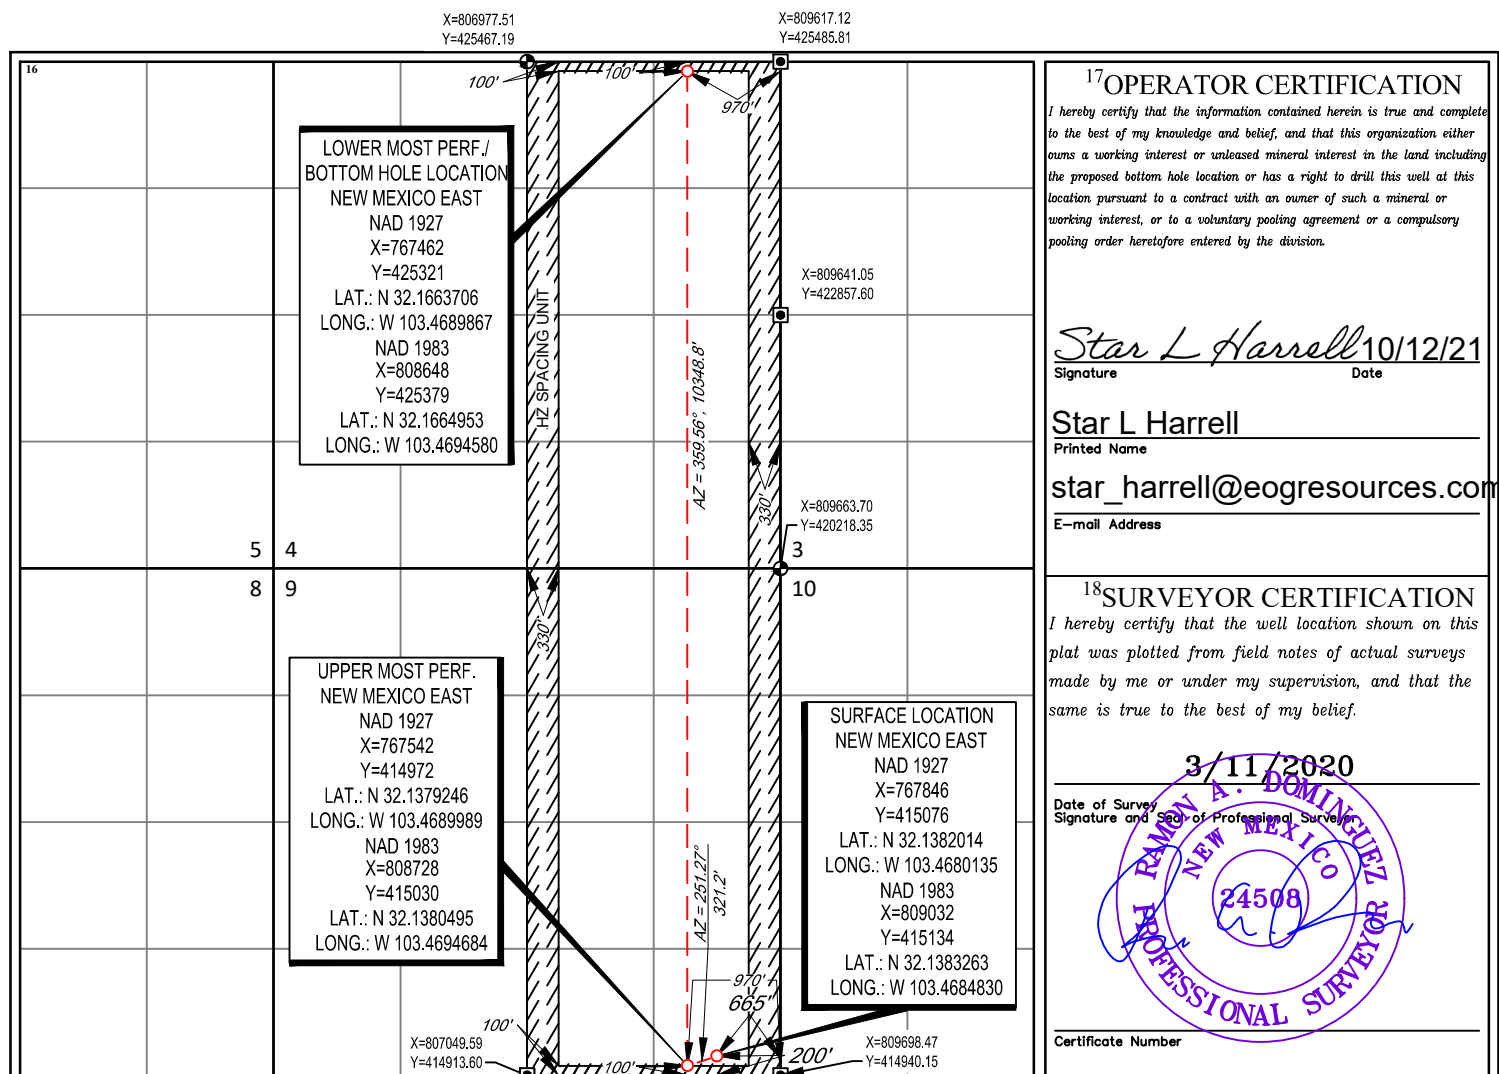 X=806977.51
Y=425467.19
X=809617.12
Y=425485.81
16
100'
100'
970'
LOWER MOST PERF./
BOTTOM HOLE LOCATION
NEW MEXICO EAST
NAD 1927
X=767462
Y=425321
LAT.: N 32.1663706
LONG.: W 103.4689867
NAD 1983
X=808648
Y=425379
LAT.: N 32.1664953
LONG.: W 103.4694580
HZ SPACING UNIT
AZ = 359.56°, 10348.8'
X=809641.05
Y=422857.60
330'
X=809663.70
Y=420218.35
5 4
3
8 9
10
330'
UPPER MOST PERF.
NEW MEXICO EAST
NAD 1927
X=767542
Y=414972
LAT.: N 32.1379246
LONG.: W 103.4689989
NAD 1983
X=808728
Y=415030
LAT.: N 32.1380495
LONG.: W 103.4694684
SURFACE LOCATION
NEW MEXICO EAST
NAD 1927
X=767846
Y=415076
LAT.: N 32.1382014
LONG.: W 103.4680135
NAD 1983
X=809032
Y=415134
LAT.: N 32.1383263
LONG.: W 103.4684830
AZ = 251.27°
321.2'
970'
665'
100'
X=807049.59
Y=414913.60
100'
200'
X=809698.47
Y=414940.15
17OPERATOR CERTIFICATION
I hereby certify that the information contained herein is true and complete
to the best of my knowledge and belief, and that this organization either
owns a working interest or unleased mineral interest in the land including
the proposed bottom hole location or has a right to drill this well at this
location pursuant to a contract with an owner of such a mineral or
working interest, or to a voluntary pooling agreement or a compulsory
pooling order heretofore entered by the division.
Star L Harrell 10/12/21
Signature Date
Star L Harrell
Printed Name
star_harrell@eogresources.com
E-mail Address
18SURVEYOR CERTIFICATION
I hereby certify that the well location shown on this
plat was plotted from field notes of actual surveys
made by me or under my supervision, and that the
same is true to the best of my belief.
3/11/2020
Date of Survey
Signature and Seal of Professional Surveyor
RAMON A. DOMINGUEZ
NEW MEXICO
24508
PROFESSIONAL SURVEYOR
Certificate Number